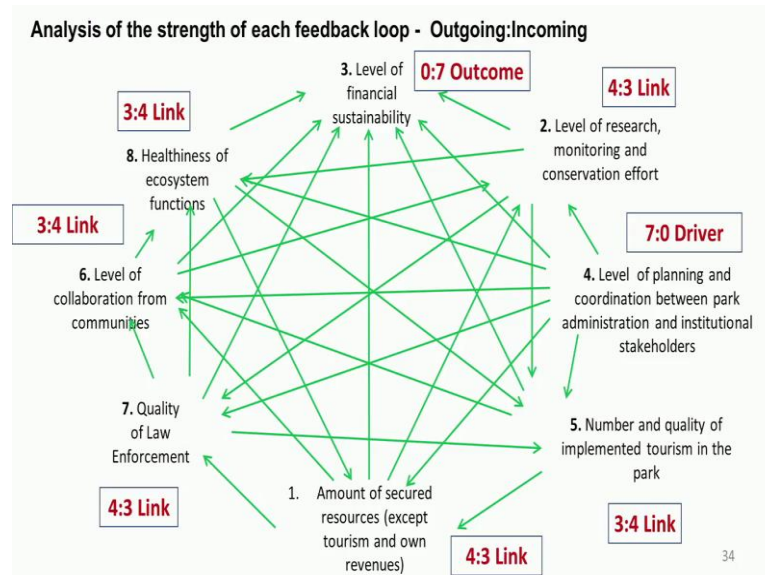 Analysis of the strength of each feedback loop -  Outgoing:Incoming
3. Level of
financial
sustainability
0:7 Outcome
4:3 Link
2. Level of research,
monitoring and
conservation effort
3:4 Link
8. Healthiness of
ecosystem
functions
3:4 Link
6. Level of
collaboration from
communities
7:0 Driver
4. Level of planning and
coordination between park
administration and institutional
stakeholders
7. Quality
of Law
Enforcement
4:3 Link
5. Number and quality of
implemented tourism in the
park
3:4 Link
1. Amount of secured
resources (except
tourism and own
revenues)
4:3 Link
34